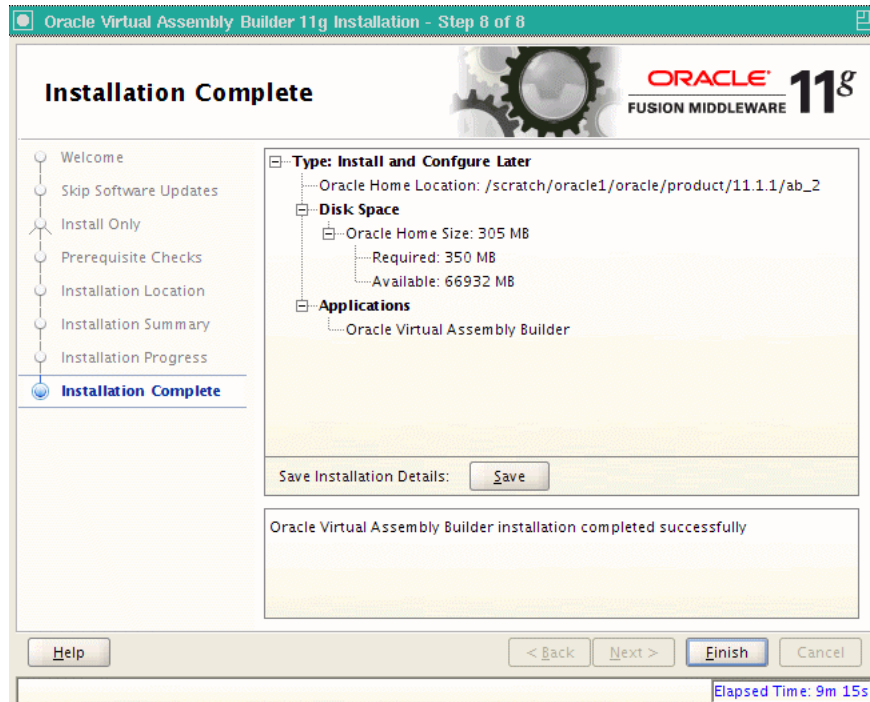 Oracle Virtual Assembly Builder 11g Installation - Step 8 of 8
Installation Complete
ORACLE
FUSION MIDDLEWARE
11g
Welcome
Skip Software Updates
Install Only
Prerequisite Checks
Installation Location
Installation Summary
Installation Progress
Installation Complete
Type: Install and Confgure Later
Oracle Home Location: /scratch/oracle1/oracle/product/11.1.1/ab_2
Disk Space
Oracle Home Size: 305 MB
Required: 350 MB
Available: 66932 MB
Applications
Oracle Virtual Assembly Builder
Save Installation Details:
Save
Oracle Virtual Assembly Builder installation completed successfully
Help
< Back
Next >
Finish
Cancel
Elapsed Time: 9m 15s